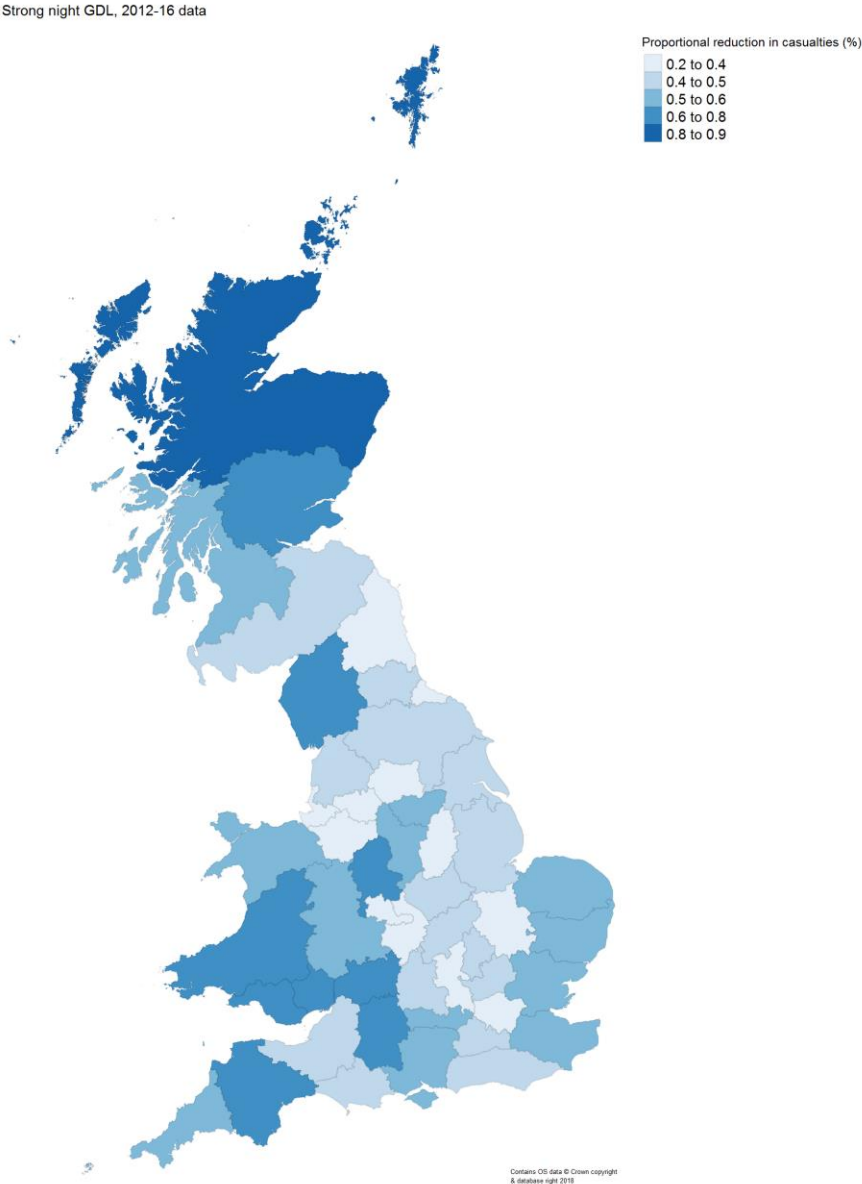 Strong night GDL, 2012-16 data
Proportional reduction in casualties (%)
0.2 to 0.4
0.4 to 0.5
0.5 to 0.6
0.6 to 0.8
0.8 to 0.9
Contains OS data © Crown copyright
& database right 2018